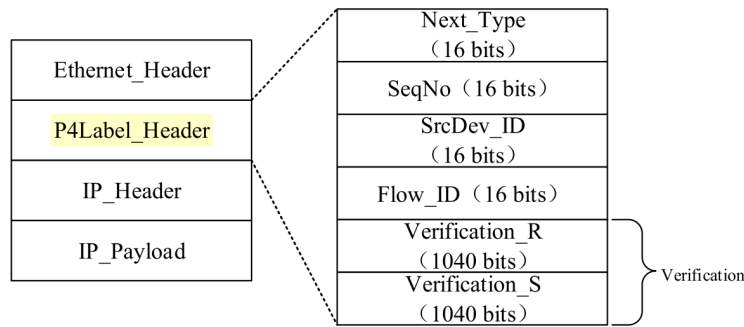 Ethernet_Header
P4Label_Header
IP_Header
IP_Payload
Next_Type
（16 bits）
SeqNo（16 bits）
SrcDev_ID
（16 bits）
Flow_ID（16 bits）
Verification_R
（1040 bits）
Verification_S
（1040 bits）
Verification